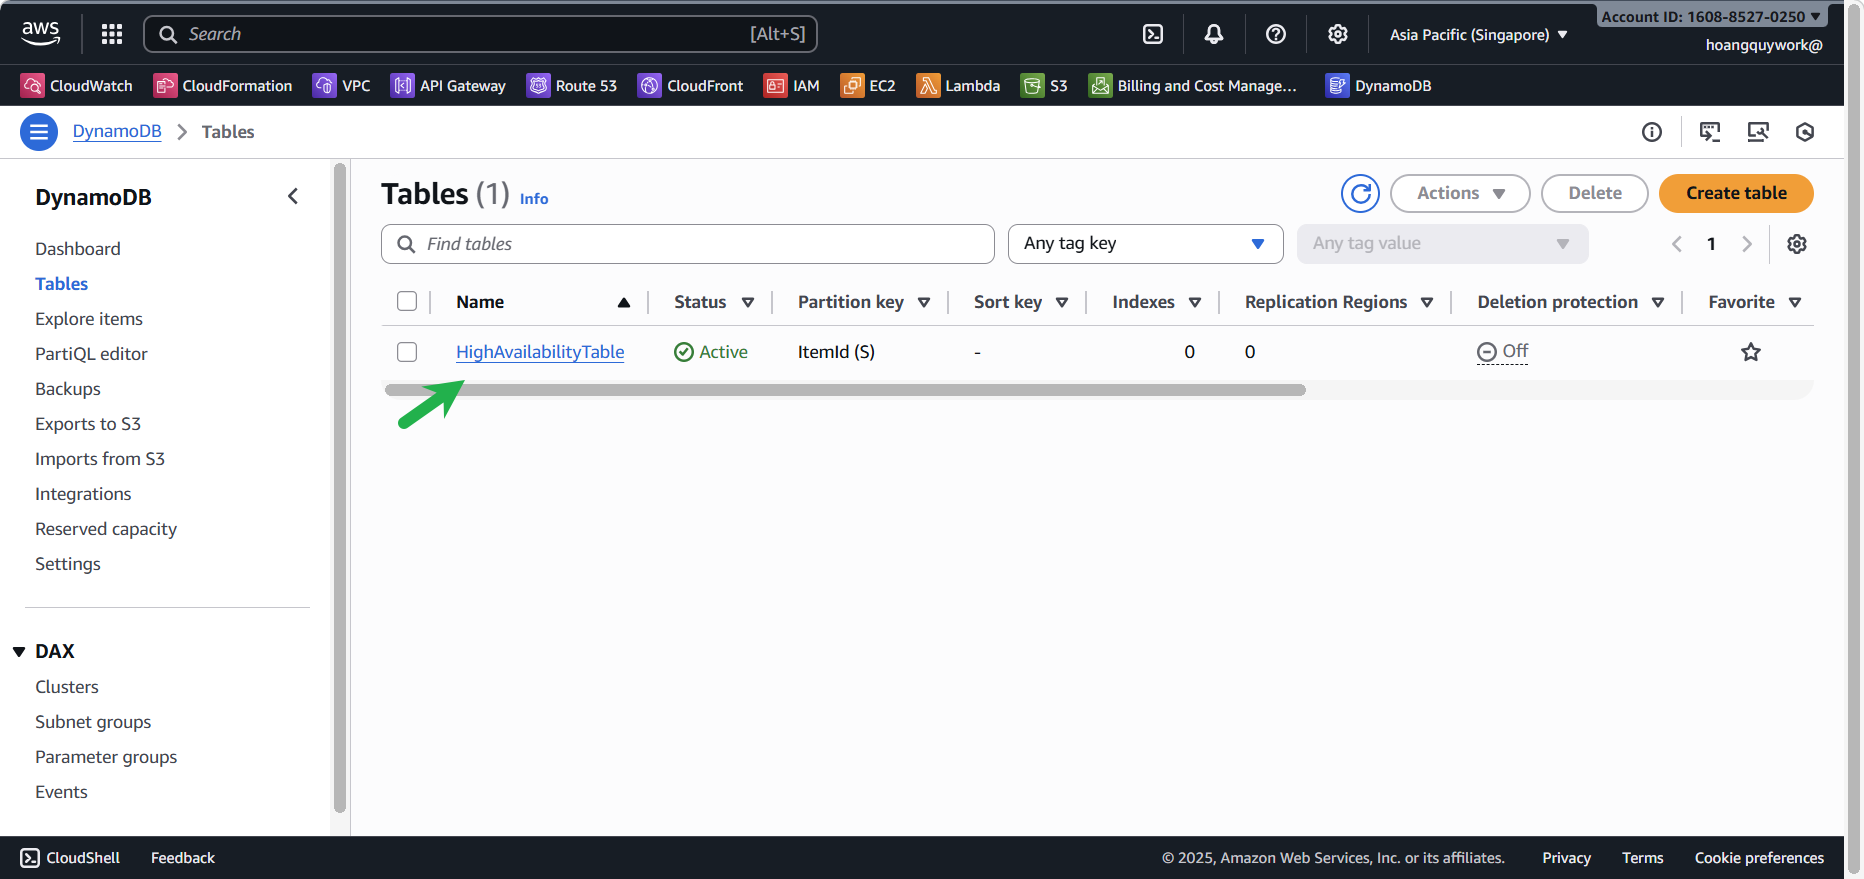 aws
Search
[Alt+S]
Asia Pacific (Singapore)
Account ID: 1608-8527-0250
hoangquywork@
CloudWatch
CloudFormation
VPC
API Gateway
Route 53
CloudFront
IAM
EC2
Lambda
S3
Billing and Cost Manage...
DynamoDB
DynamoDB
Tables
DynamoDB
Dashboard
Tables
Explore items
PartiQL editor
Backups
Exports to S3
Imports from S3
Integrations
Reserved capacity
Settings
DAX
Clusters
Subnet groups
Parameter groups
Events
Tables (1) Info
Actions
Delete
Create table
Find tables
Any tag key
Any tag value
1
Name
Status
Partition key
Sort key
Indexes
Replication Regions
Deletion protection
Favorite
HighAvailabilityTable
Active
ItemId (S)
-
0
0
Off
CloudShell
Feedback
© 2025, Amazon Web Services, Inc. or its affiliates.
Privacy
Terms
Cookie preferences